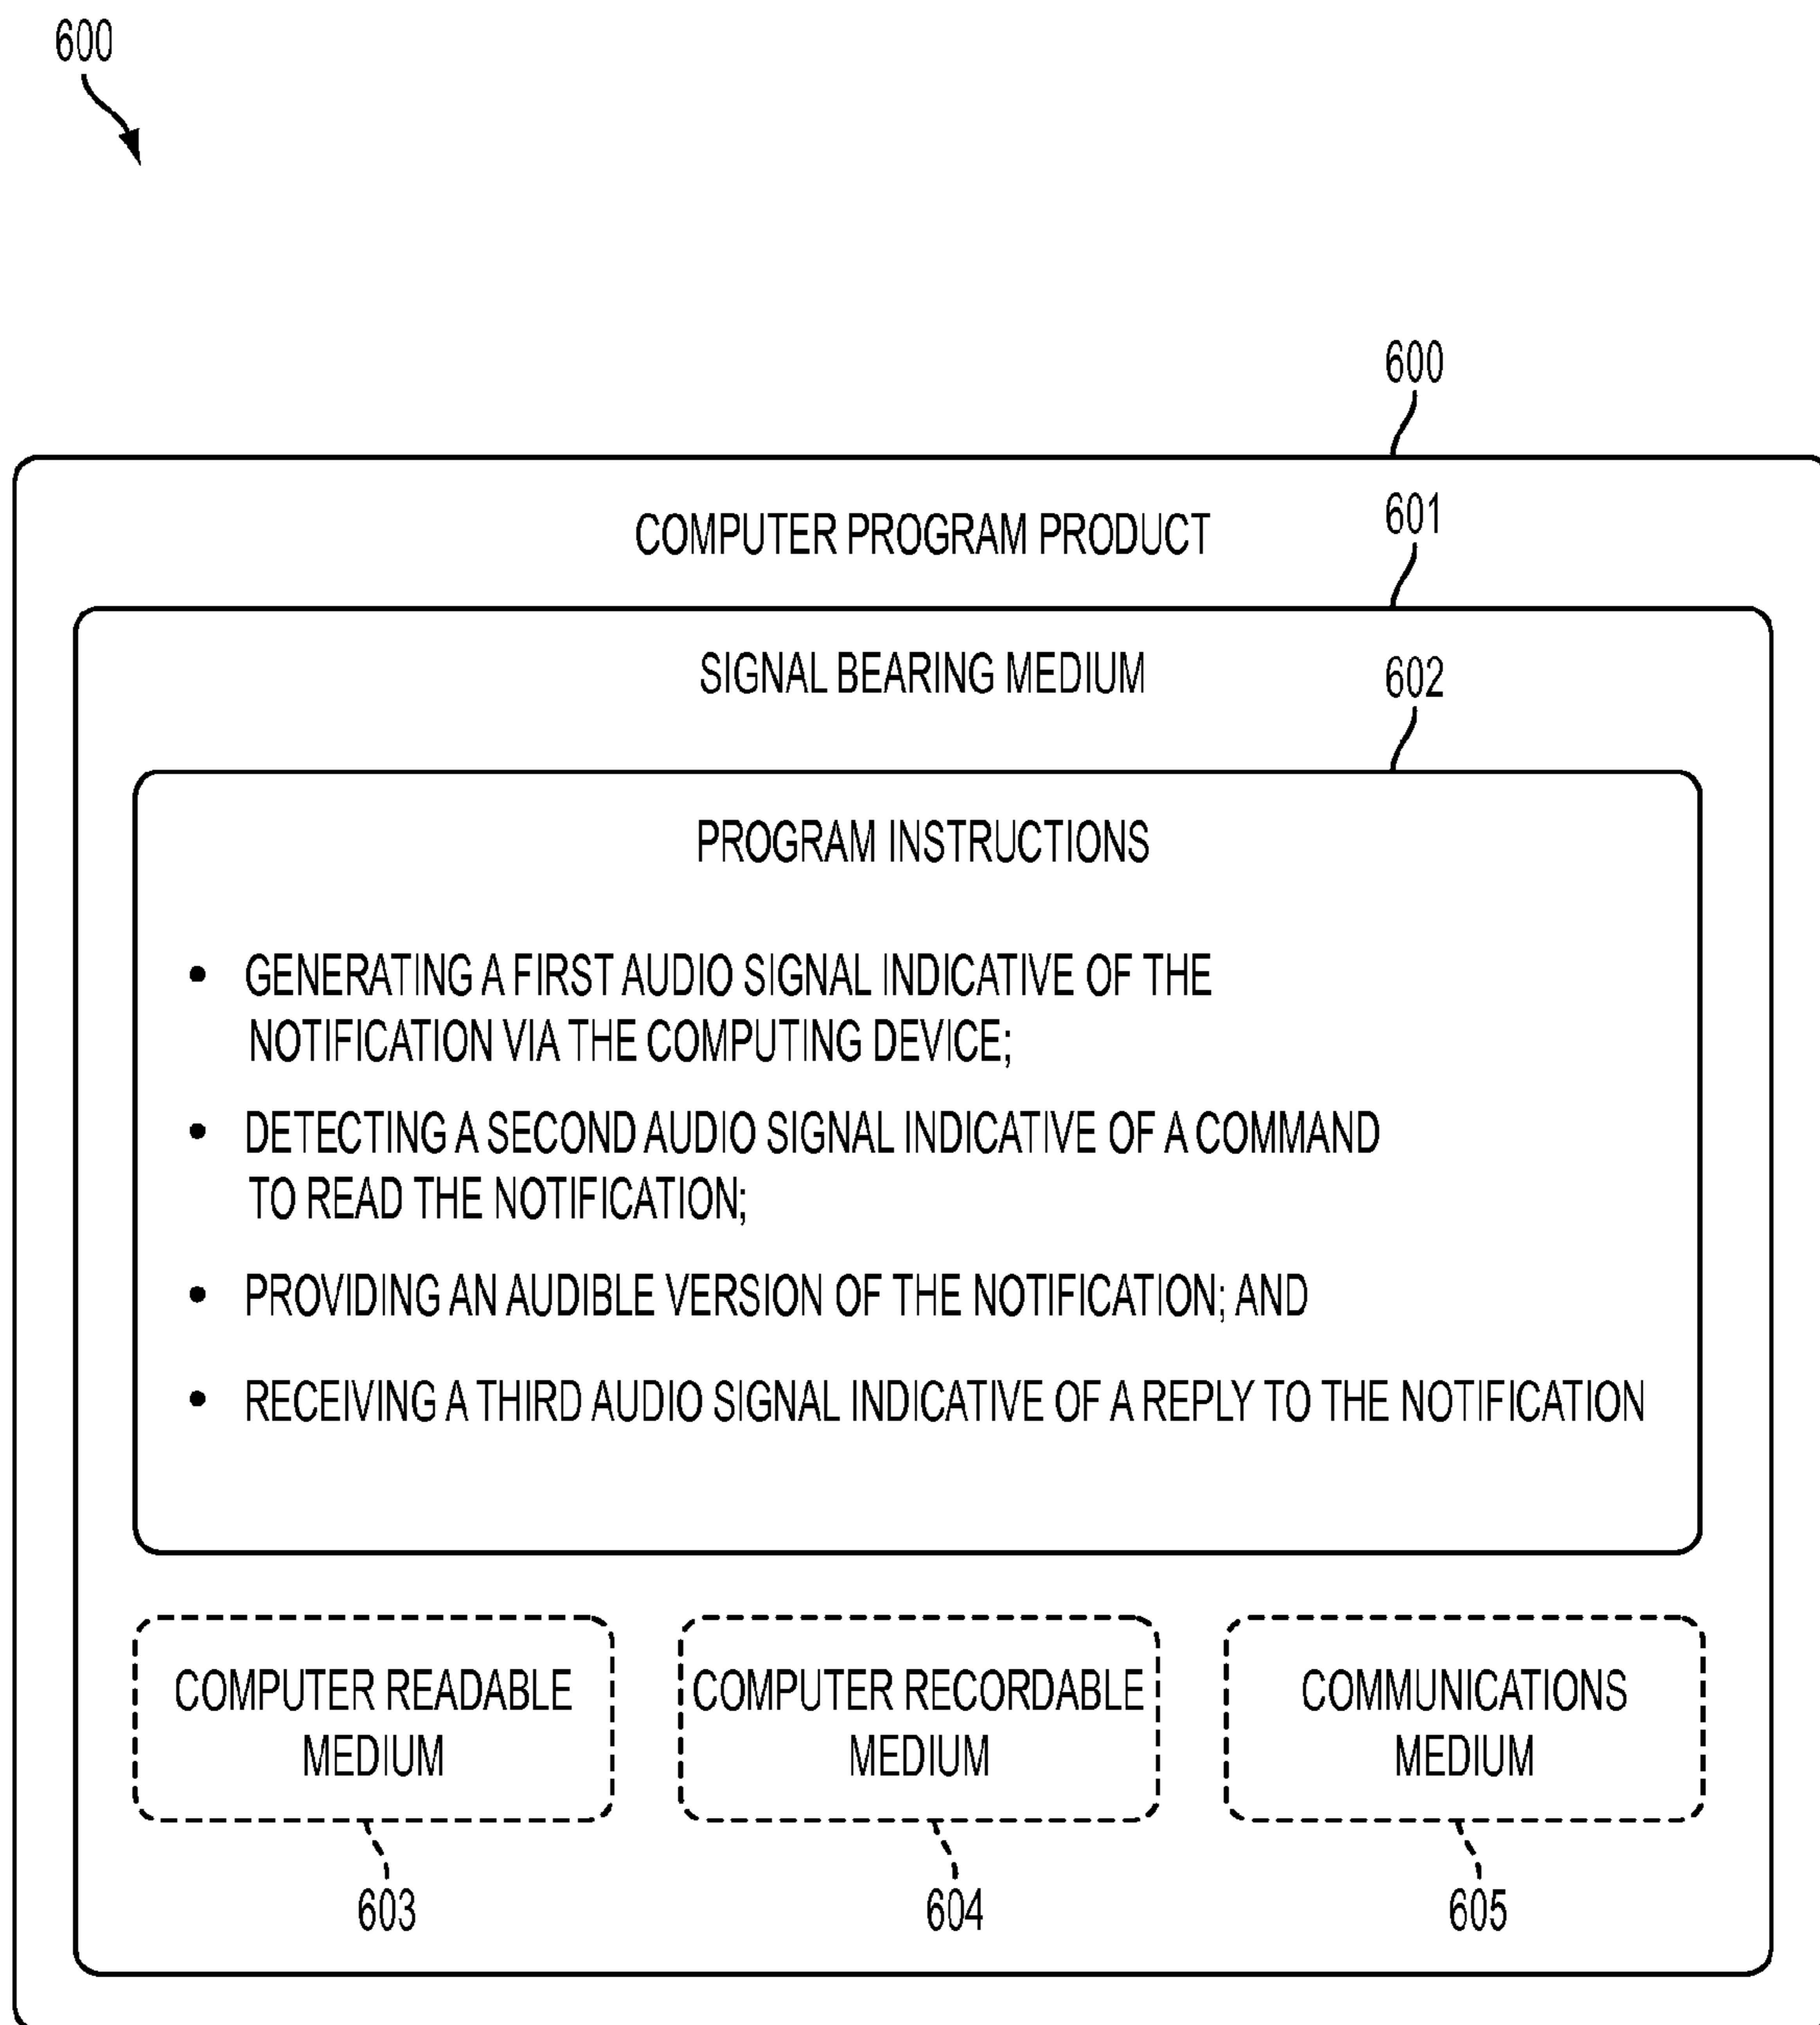 600
600
COMPUTER PROGRAM PRODUCT
601
SIGNAL BEARING MEDIUM
602
PROGRAM INSTRUCTIONS
• GENERATING A FIRST AUDIO SIGNAL INDICATIVE OF THE
NOTIFICATION VIA THE COMPUTING DEVICE;
• DETECTING A SECOND AUDIO SIGNAL INDICATIVE OF A COMMAND
TO READ THE NOTIFICATION;
• PROVIDING AN AUDIBLE VERSION OF THE NOTIFICATION; AND
• RECEIVING A THIRD AUDIO SIGNAL INDICATIVE OF A REPLY TO THE NOTIFICATION
COMPUTER READABLE
MEDIUM
COMPUTER RECORDABLE
MEDIUM
COMMUNICATIONS
MEDIUM
603
604
605